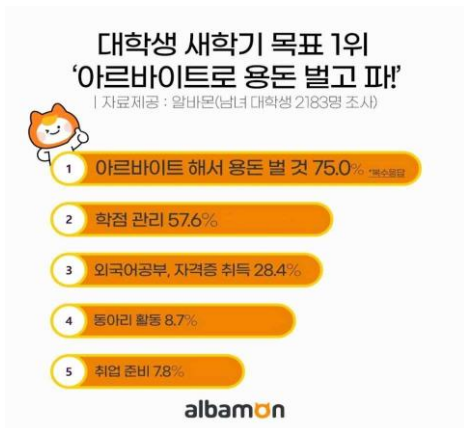 대학생 새학기 목표 1위
‘아르바이트로 용돈 벌고 파!’
| 자료제공 : 알바몬(남녀 대학생 2183명 조사)
1 아르바이트 해서 용돈 벌 것 75.0% *복수응답
2 학점 관리 57.6%
3 외국어공부, 자격증 취득 28.4%
4 동아리 활동 8.7%
5 취업 준비 7.8%
albamon